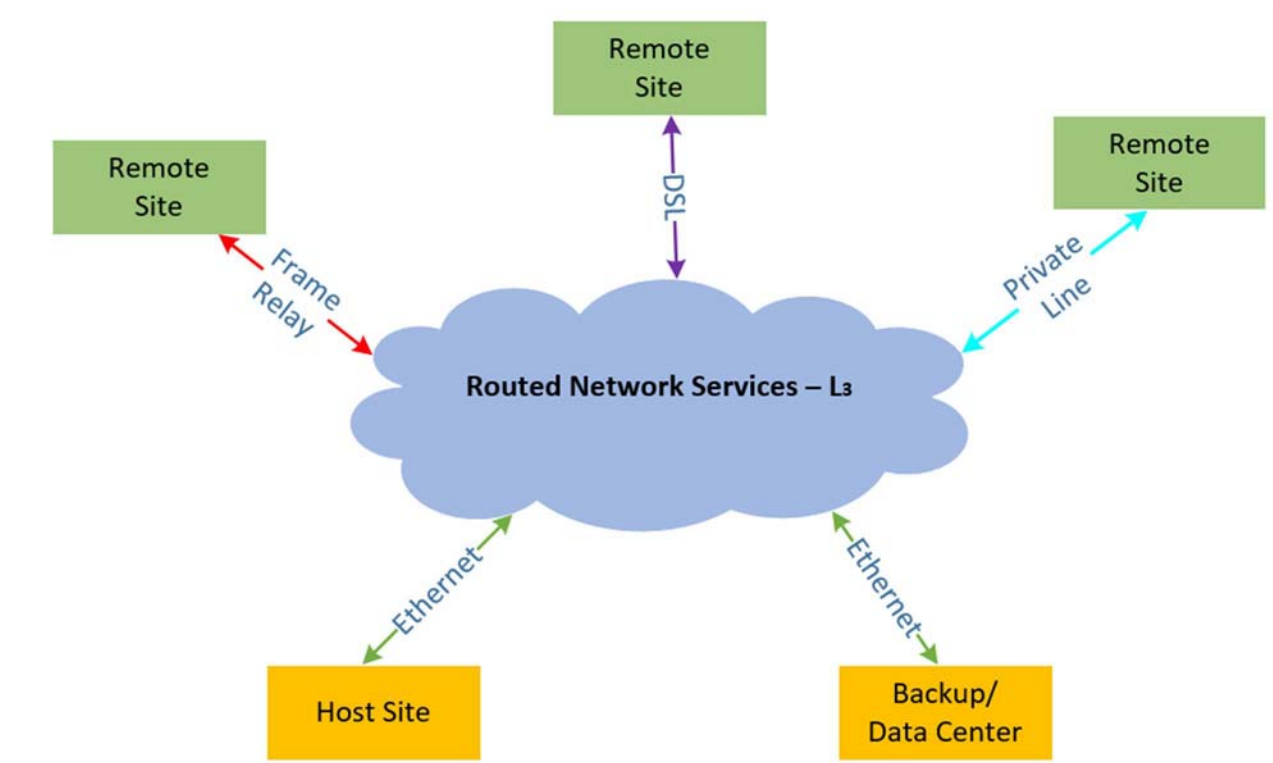 Remote
Site
Remote
Site
Remote
Site
DSL
Frame
Relay
Private
Line
Routed Network Services – L₃
Ethernet
Ethernet
Host Site
Backup/
Data Center